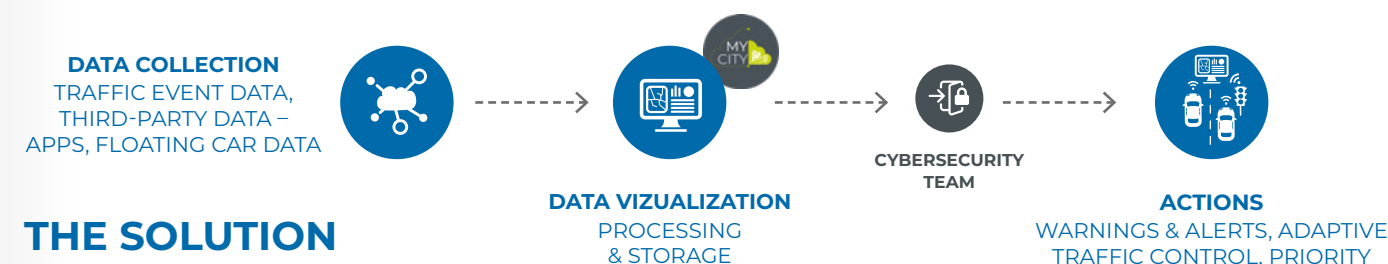 DATA COLLECTION
TRAFFIC EVENT DATA,
THIRD-PARTY DATA –
APPS, FLOATING CAR DATA
MY
CITY
DATA VIZUALIZATION
PROCESSING
& STORAGE
CYBERSECURITY
TEAM
ACTIONS
WARNINGS & ALERTS, ADAPTIVE
TRAFFIC CONTROL, PRIORITY
THE SOLUTION